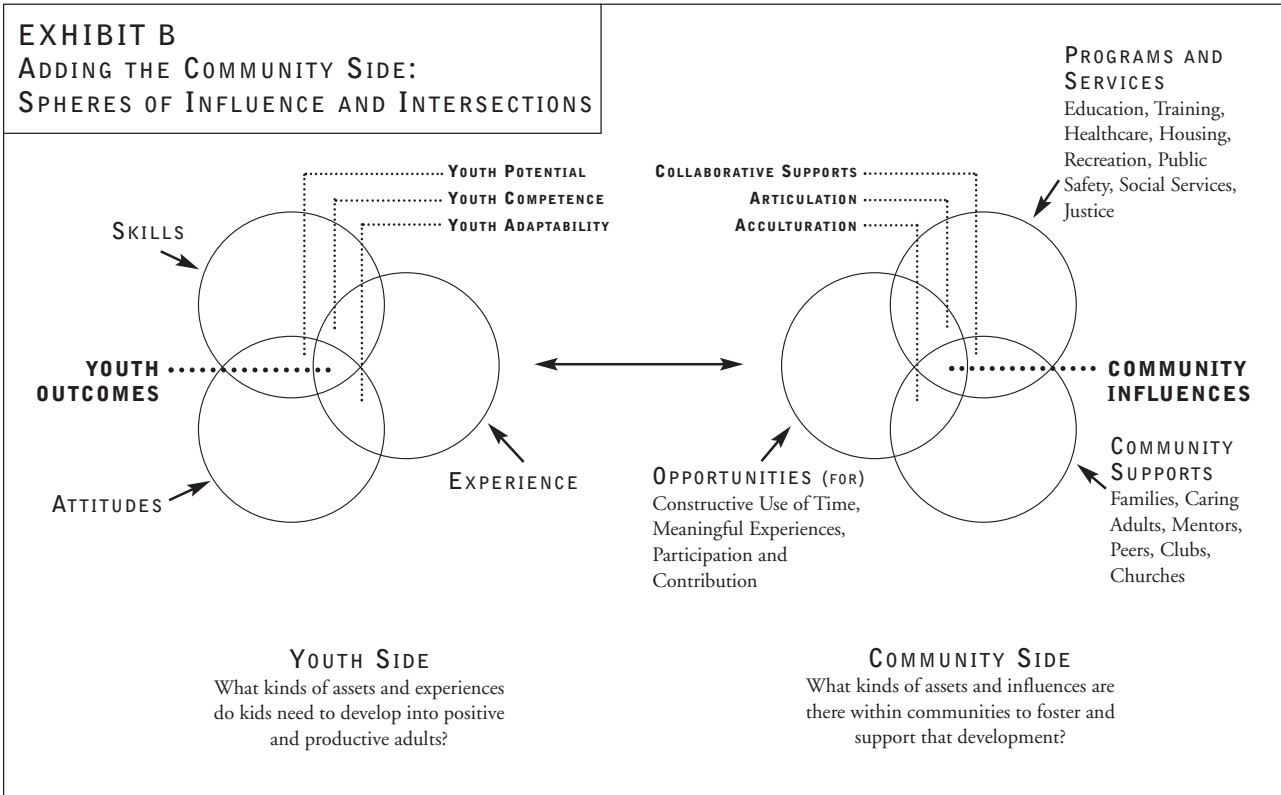 EXHIBIT B
ADDING THE COMMUNITY SIDE:
SPHERES OF INFLUENCE AND INTERSECTIONS
SKILLS
YOUTH POTENTIAL
YOUTH COMPETENCE
YOUTH ADAPTABILITY
YOUTH
OUTCOMES
ATTITUDES
EXPERIENCE
COLLABORATIVE SUPPORTS
ARTICULATION
ACCULTURATION
PROGRAMS AND
SERVICES
Education, Training,
Healthcare, Housing,
Recreation, Public
Safety, Social Services,
Justice
COMMUNITY
INFLUENCES
OPPORTUNITIES (FOR)
Constructive Use of Time,
Meaningful Experiences,
Participation and
Contribution
COMMUNITY
SUPPORTS
Families, Caring
Adults, Mentors,
Peers, Clubs,
Churches
YOUTH SIDE
What kinds of assets and experiences
do kids need to develop into positive
and productive adults?
COMMUNITY SIDE
What kinds of assets and influences are
there within communities to foster and
support that development?